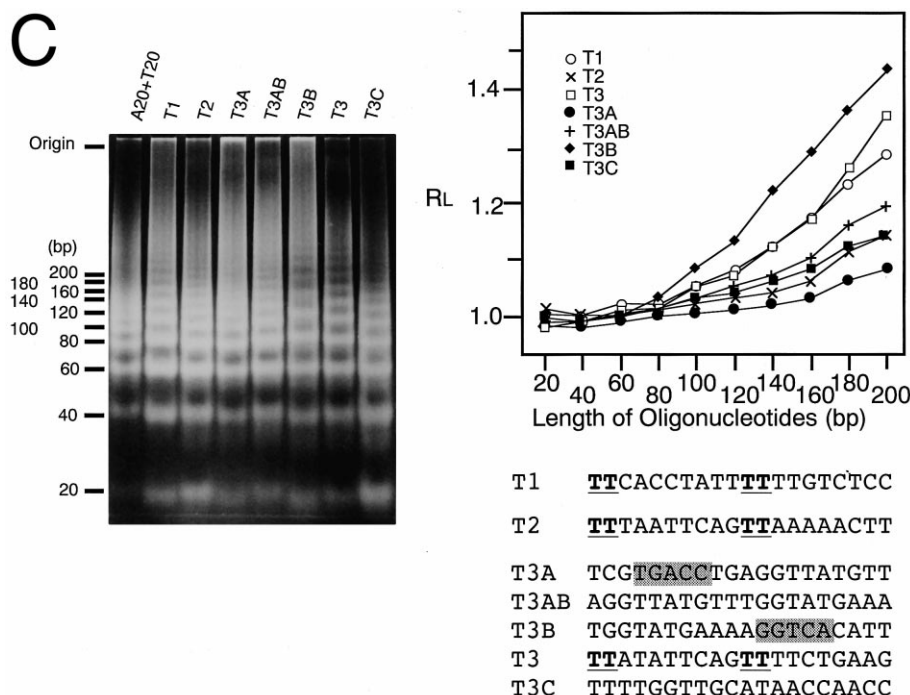 C
A20+T20 T1 T2 T3A T3AB T3B T3 T3C
Origin
(bp)
200
180
160
140
120
100
80
60
40
20
T1
T2
T3
T3A
T3AB
T3B
T3C
RL
1.4
1.2
1.0
20 40 60 80 100 120 140 160 180 200
Length of Oligonucleotides (bp)
T1 TTCACCTATTTTTTGTCTCC
T2 TTTAATTCAGTTAAAAACTT
T3A TCGTGACCTGAGGTTATGTT
T3AB AGGTTATGTTTGGTATGAAA
T3B TGGTATGAAAAGGTCACATT
T3 TTATATTCAGTTTTCTGAAG
T3C TTTTGGTTGCATAACCAACC